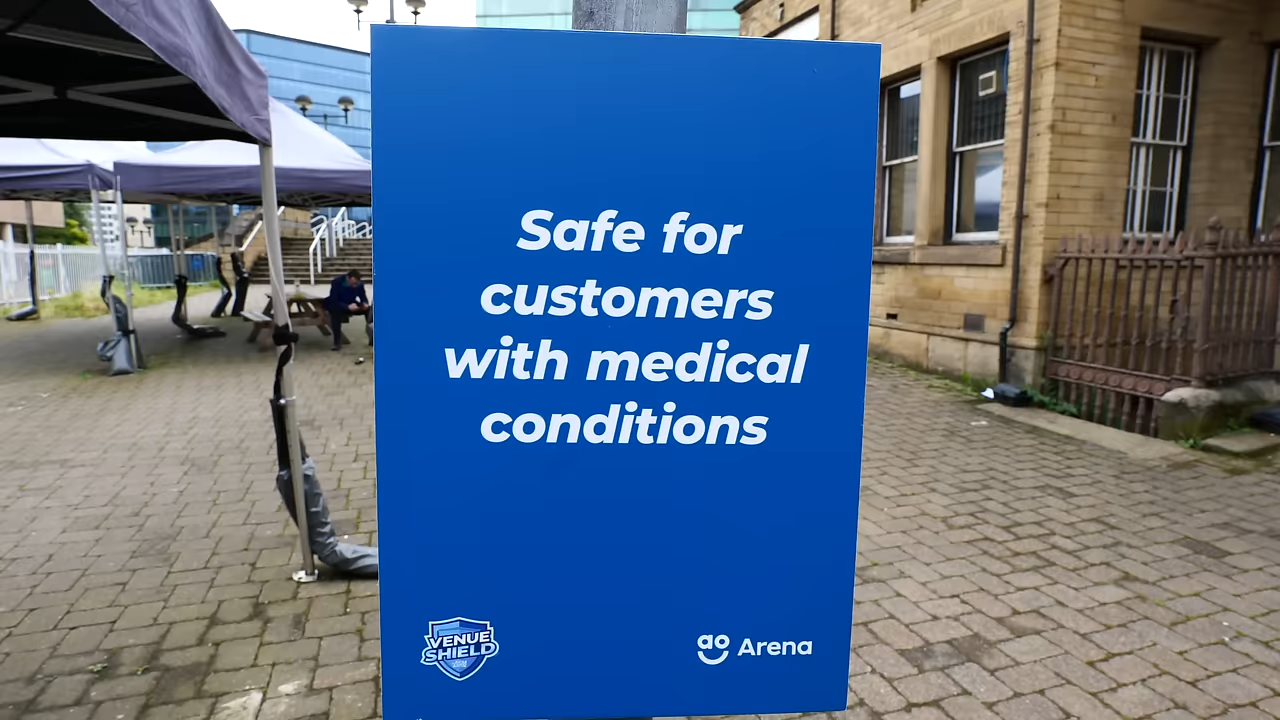 Safe for
customers
with medical
conditions
VENUE
SHIELD
ao Arena